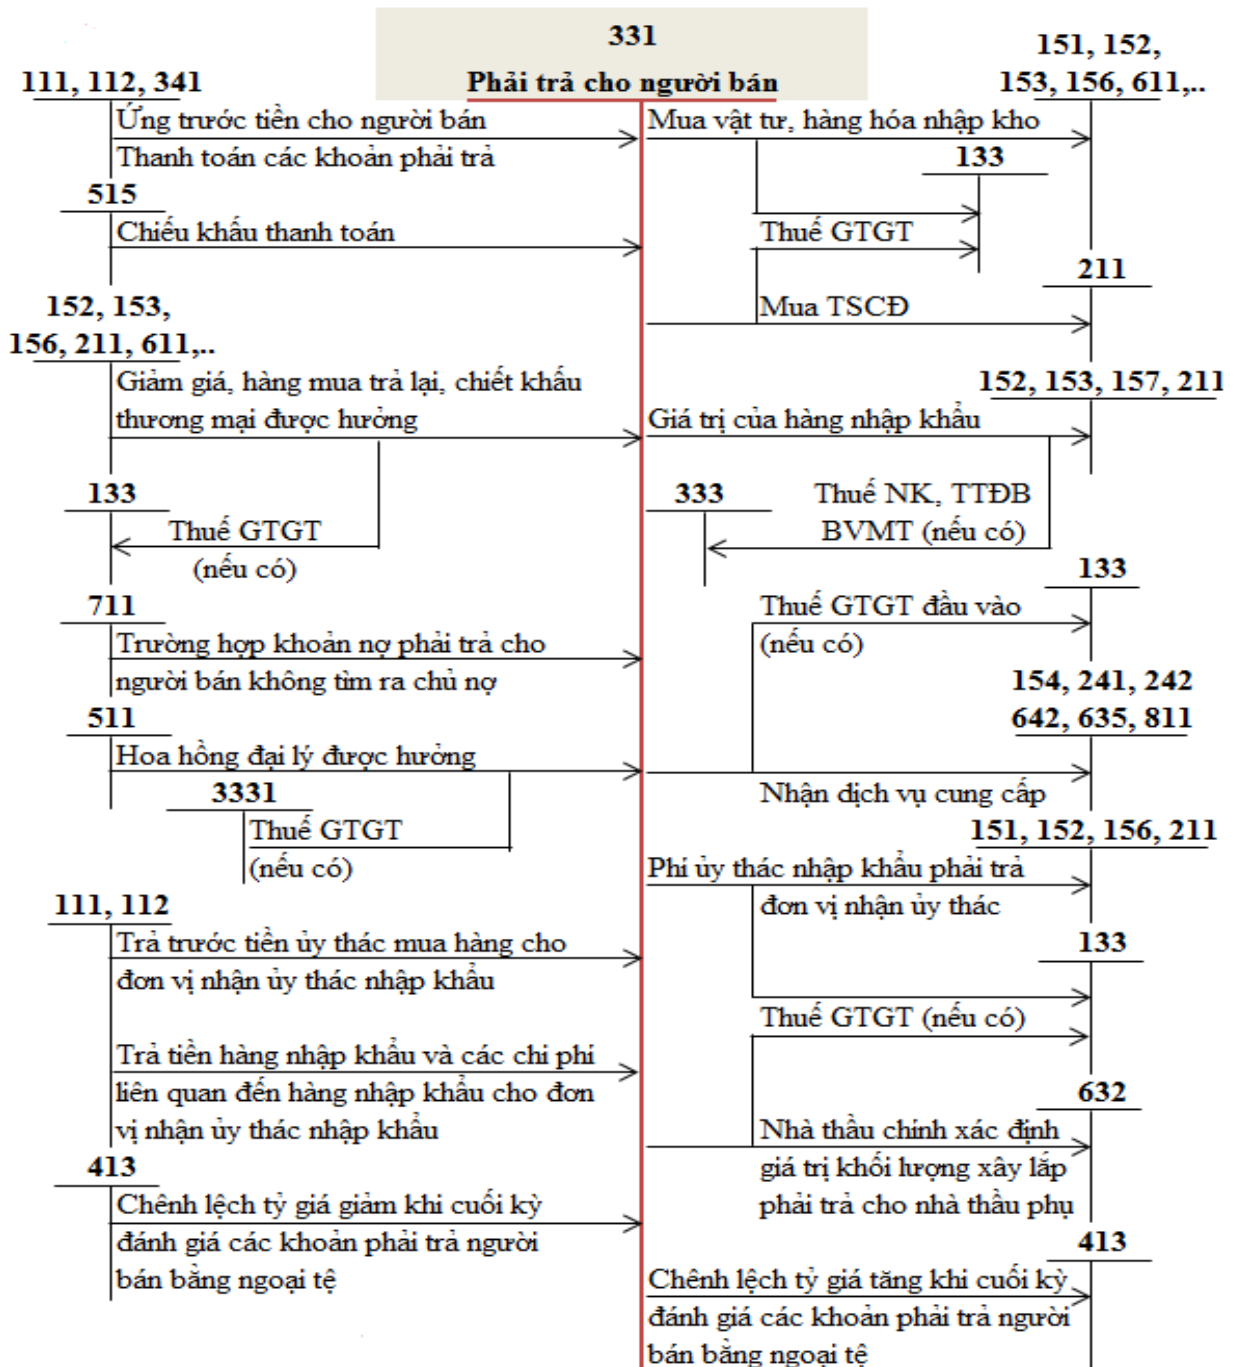 331
Phải trả cho người bán
111, 112, 341
Ứng trước tiền cho người bán
Thanh toán các khoản phải trả
515
Chiếu khấu thanh toán
152, 153,
156, 211, 611,..
Giảm giá, hàng mua trả lại, chiết khấu
thương mại được hưởng
133
Thuế GTGT
(nếu có)
711
Trường hợp khoản nợ phải trả cho
người bán không tìm ra chủ nợ
511
Hoa hồng đại lý được hưởng
3331
Thuế GTGT
(nếu có)
111, 112
Trả trước tiền ủy thác mua hàng cho
đơn vị nhận ủy thác nhập khẩu
Trả tiền hàng nhập khẩu và các chi phí
liên quan đến hàng nhập khẩu cho đơn
vị nhận ủy thác nhập khẩu
413
Chênh lệch tỷ giá giảm khi cuối kỳ
đánh giá các khoản phải trả người
bán bằng ngoại tệ
151, 152,
153, 156, 611,..
Mua vật tư, hàng hóa nhập kho
133
Thuế GTGT
211
Mua TSCĐ
152, 153, 157, 211
Giá trị của hàng nhập khẩu
333
Thuế NK, TTĐB
BVMT (nếu có)
133
Thuế GTGT đầu vào
(nếu có)
154, 241, 242
642, 635, 811
Nhận dịch vụ cung cấp
151, 152, 156, 211
Phí ủy thác nhập khẩu phải trả
đơn vị nhận ủy thác
133
Thuế GTGT (nếu có)
632
Nhà thầu chính xác định
giá trị khối lượng xây lắp
phải trả cho nhà thầu phụ
413
Chênh lệch tỷ giá tăng khi cuối kỳ
đánh giá các khoản phải trả người
bán bằng ngoại tệ